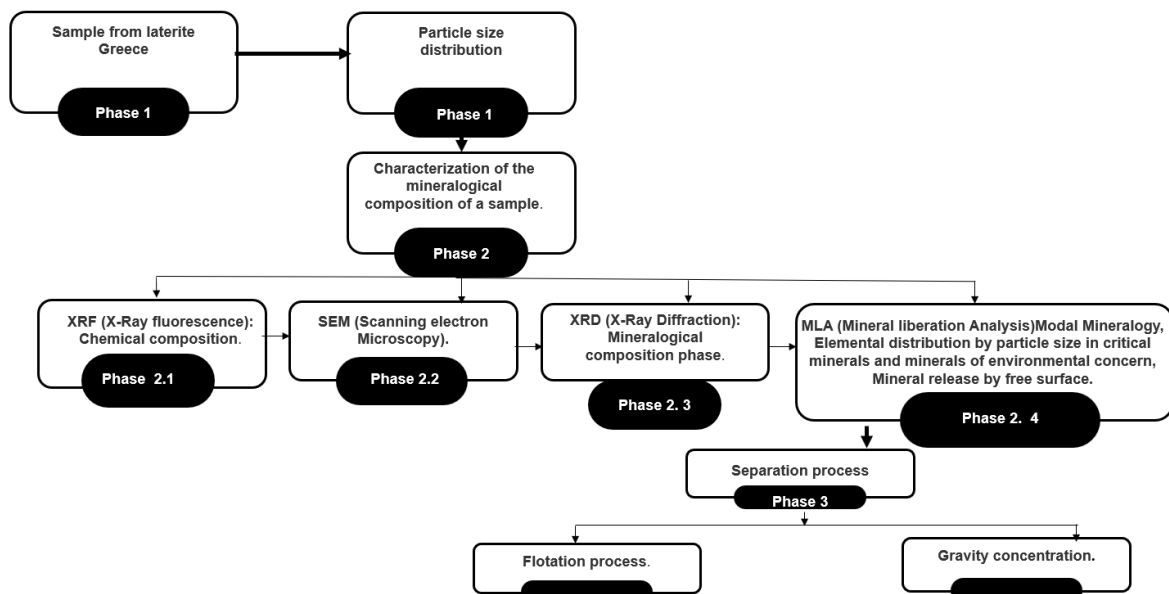 Sample from laterite
Greece
Phase 1
Particle size
distribution
Phase 1
Characterization of the
mineralogical
composition of a sample.
Phase 2
XRF (X-Ray fluorescence):
Chemical composition.
Phase 2.1
SEM (Scanning electron
Microscopy).
Phase 2.2
XRD (X-Ray Diffraction):
Mineralogical
composition phase.
Phase 2. 3
MLA (Mineral liberation Analysis)Modal Mineralogy,
Elemental distribution by particle size in critical
minerals and minerals of environmental concern,
Mineral release by free surface.
Phase 2. 4
Separation process
Phase 3
Flotation process.
Gravity concentration.